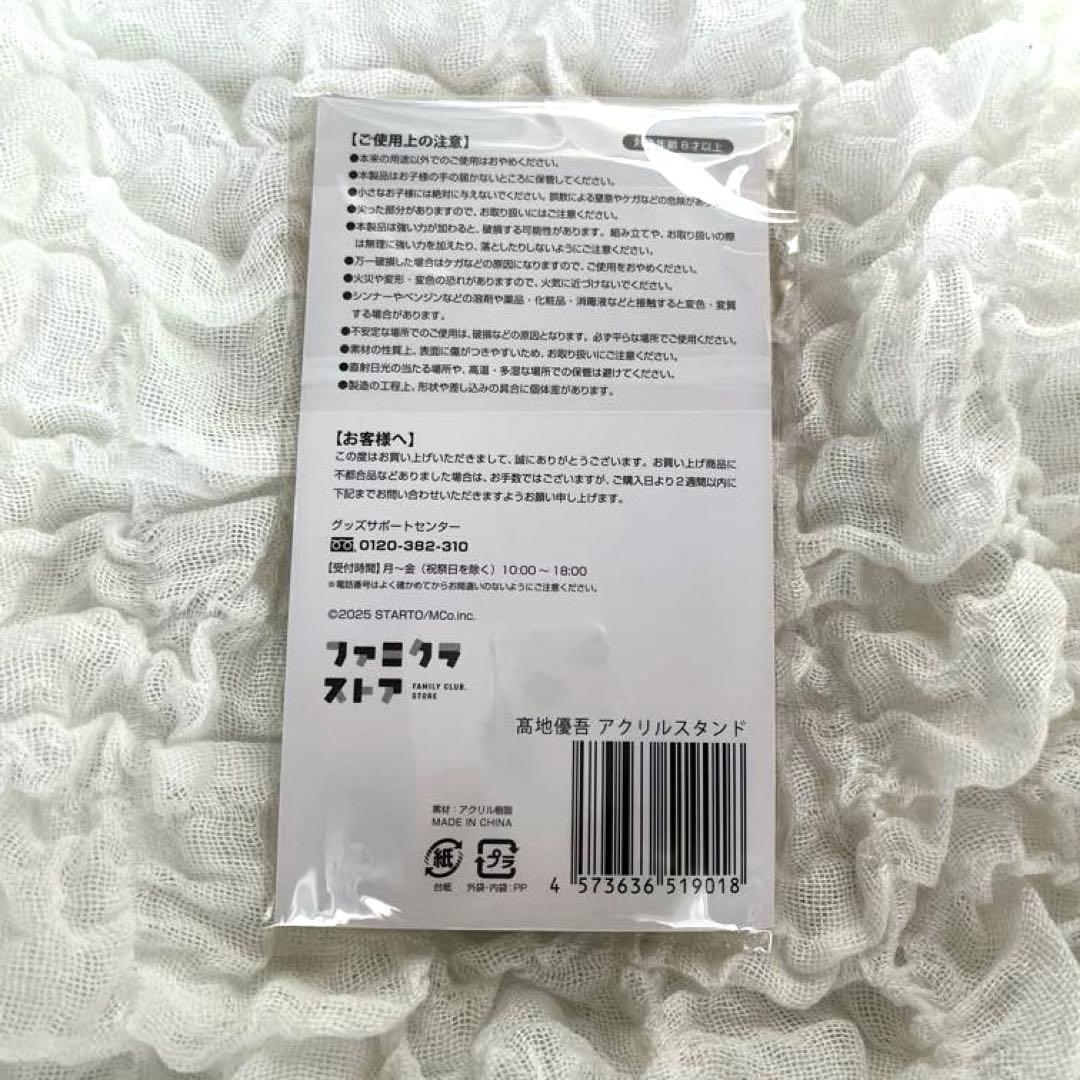 【ご使用上の注意】
対象年齢 8才以上
●本来の用途以外でのご使用はおやめください。
●本製品はお子様の手の届かないところに保管してください。
●小さなお子様には絶対に与えないでください。誤飲による窒息やケガなどの危険があり
●尖った部分がありますので、お取り扱いにはご注意ください。
●本製品は強い力が加わると、破損する可能性があります。組み立てや、お取り扱いの際
は無理に強い力を加えたり、落としたりしないようにご注意ください。
●万一破損した場合はケガなどの原因になりますので、ご使用をおやめください。
●火災や変形・変色の恐れがありますので、火気に近づけないでください。
●シンナーやベンジンなどの溶剤や薬品・化粧品・消毒液などと接触すると変色・変質
する場合があります。
●不安定な場所でのご使用は、破損などの原因となります。必ず平らな場所でご使用ください。
●素材の性質上、表面に傷がつきやすいため、お取り扱いにご注意ください。
●直射日光の当たる場所や、高温・多湿な場所での保管は避けてください。
●製造の工程上、形状や差し込みの具合に個体差があります。
【お客様へ】
この度はお買い上げいただきまして、誠にありがとうございます。お買い上げ商品に
不都合品などありました場合は、お手数ではございますが、ご購入日より2週間以内に
下記までお問い合わせいただきますようお願い申し上げます。
グッズサポートセンター
0120-382-310
【受付時間】月〜金（祝祭日を除く）10:00〜18:00
※電話番号はよく確かめてからお間違いのないようにご注意ください。
©2025 STARTO/MCo.inc.
ファミクラ
ストア
FAMILY CLUB.
STORE
髙地優吾 アクリルスタンド
素材：アクリル樹脂
MADE IN CHINA
紙
プラ
台紙
外袋・内袋：PP
4 573636 519018